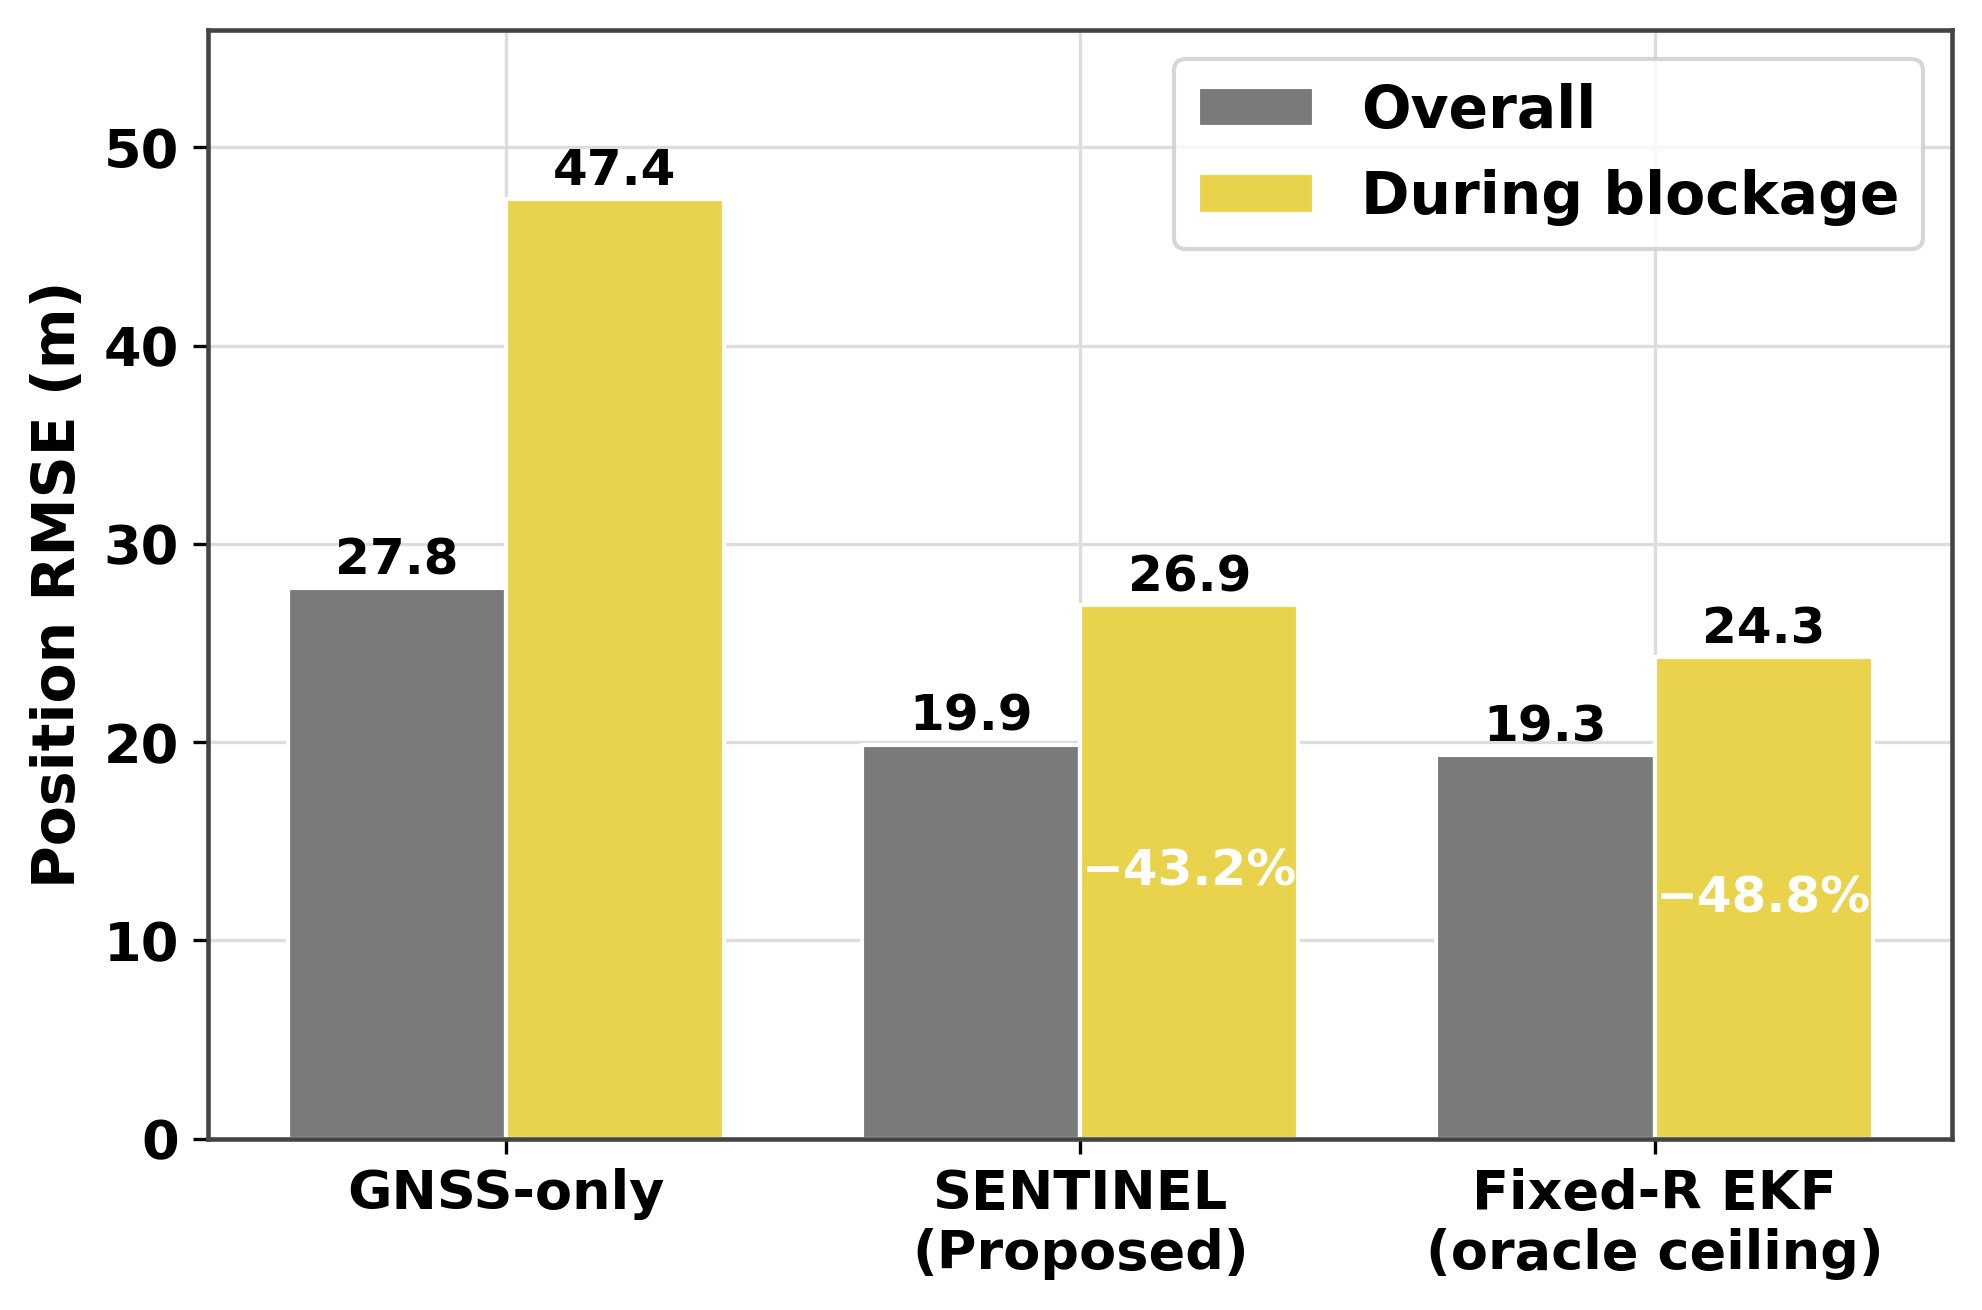 Overall
During blockage
Position RMSE (m)
50
40
30
20
10
0
47.4
27.8
26.9
24.3
19.9
19.3
−43.2%
−48.8%
GNSS-only
SENTINEL
(Proposed)
Fixed-R EKF
(oracle ceiling)